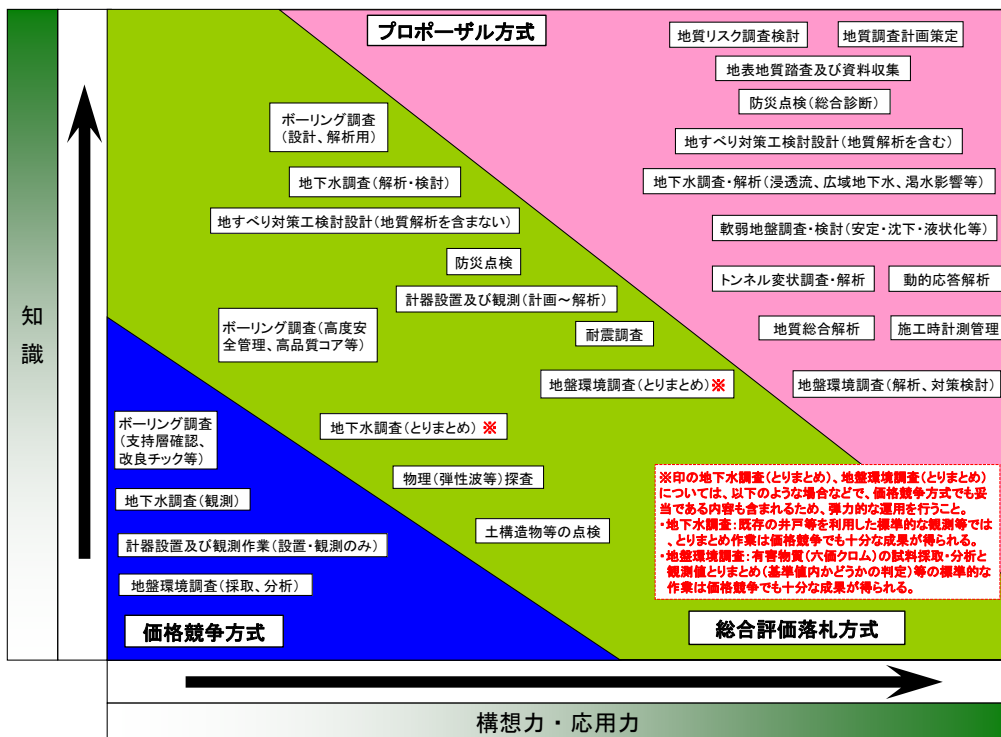 プロポーザル方式
地質リスク調査検討
地質調査計画策定
地表地質踏査及び資料収集
防災点検(総合診断)
地すべり対策工検討設計(地質解析を含む)
地下水調査・解析(浸透流、広域地下水、渇水影響等)
軟弱地盤調査・検討(安定・沈下・液状化等)
トンネル変状調査・解析
動的応答解析
地質総合解析
施工時計測管理
地盤環境調査(解析、対策検討)
ボーリング調査
(設計、解析用)
地下水調査(解析・検討)
地すべり対策工検討設計(地質解析を含まない)
防災点検
計器設置及び観測(計画~解析)
ボーリング調査(高度安
全管理、高品質コア等)
耐震調査
地盤環境調査(とりまとめ)※
地下水調査(とりまとめ) ※
物理(弾性波等)探査
土構造物等の点検
※印の地下水調査(とりまとめ)、地盤環境調査(とりまとめ)
については、以下のような場合などで、価格競争方式でも妥
当である内容も含まれるため、弾力的な運用を行うこと。
・地下水調査:既存の井戸等を利用した標準的な観測等では
、とりまとめ作業は価格競争でも十分な成果が得られる。
・地盤環境調査:有害物質(六価クロム)の試料採取・分析と
観測値とりまとめ(基準値内かどうかの判定)等の標準的な
作業は価格競争でも十分な成果が得られる。
総合評価落札方式
ボーリング調査
(支持層確認、
改良チック等)
地下水調査(観測)
計器設置及び観測作業(設置・観測のみ)
地盤環境調査(採取、分析)
価格競争方式
知識
構想力・応用力